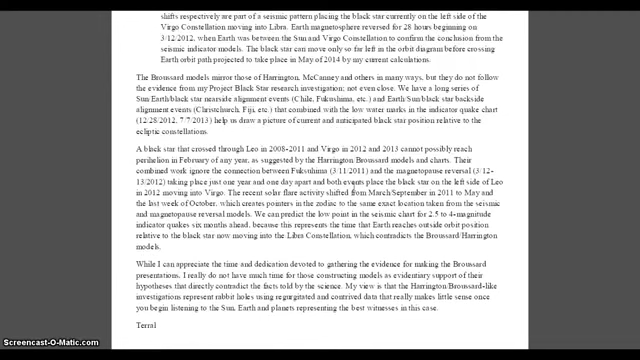 shifts respectively are part of a seismic pattern placing the black star currently on the left side of the
Virgo Constellation moving into Libra. Earth magnetosphere reversed for 28 hours beginning on
3/12/2012, when Earth was between the Sun and Virgo Constellation to confirm the conclusion from the
seismic indicator models. The black star can move only so far left in the orbit diagram before crossing
Earth orbit path projected to take place in May of 2014 by my current calculations.
The Broussard models mirror those of Harrington, McCanney and others in many ways, but they do not follow
the evidence from my Project Black Star research investigation; not even close. We have a long series of
Sun/Earth/black star nearside alignment events (Chile, Fukushima, etc.) and Earth/Sun/black star backside
alignment events (Christchurch, Fiji, etc.) that combined with the low water marks in the indicator quake chart
(12/28/2012, 7/7/2013) help us draw a picture of current and anticipated black star position relative to the
ecliptic constellations.
A black star that crossed through Leo in 2008-2011 and Virgo in 2012 and 2013 cannot possibly reach
perihelion in February of any year, as suggested by the Harrington/Broussard models and charts. Their
combined work ignore the connection between Fukushima (3/11/2011) and the magnetopause reversal (3/12-
13/2012) taking place just one year and one day apart and both events place the black star on the left side of Leo
in 2012 moving into Virgo. The recent solar flare activity shifted from March/September in 2011 to May and
the last week of October, which creates pointers in the zodiac to the same exact location taken from the seismic
and magnetopause reversal models. We can predict the low point in the seismic chart for 2.5 to 4-magnitude
indicator quakes six months ahead, because this represents the time that Earth reaches outside orbit position
relative to the black star now moving into the Libra Constellation, which contradicts the Broussard/Harrington
models.
While I can appreciate the time and dedication devoted to gathering the evidence for making the Broussard
presentations, I really do not have much time for those constructing models as evidentiary support of their
hypotheses that directly contradict the facts told by the science. My view is that the Harrington/Broussard-like
investigations represent rabbit holes using regurgitated and contrived data that really makes little sense once
you begin listening to the Sun, Earth and planets representing the best witnesses in this case.
Terral
Screencast-O-Matic.com